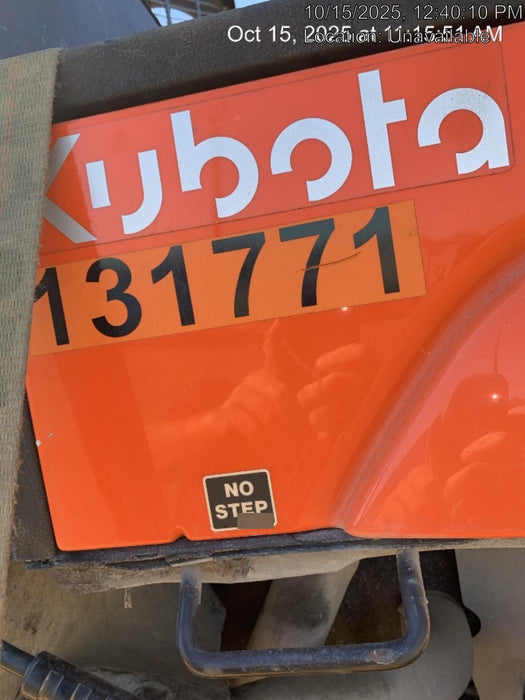 10/15/2025, 12:40:10 PM
Oct 15, 2025 at 11:15:51 AM
Location: Unavailable
Kubota
131771
NO
STEP